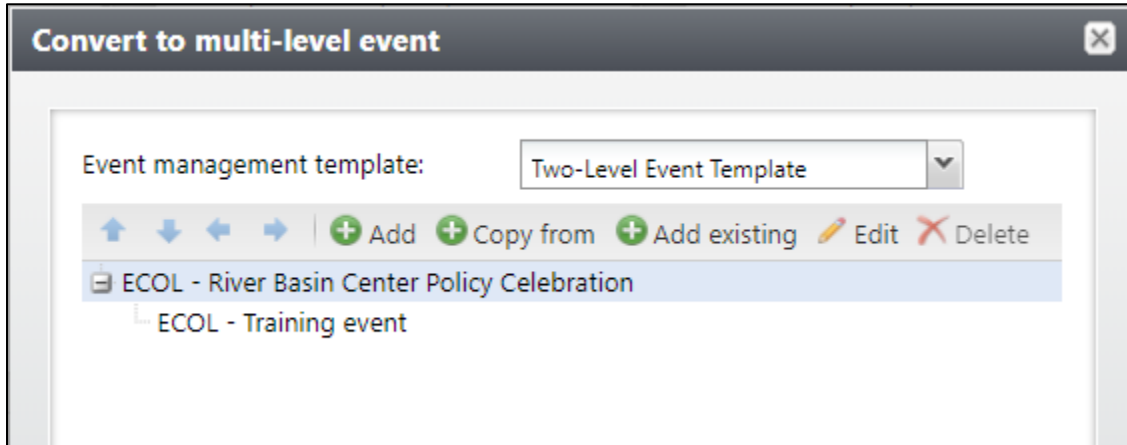 Convert to multi-level event
Event management template: Two-Level Event Template
Add Copy from Add existing Edit Delete
ECOL - River Basin Center Policy Celebration
ECOL - Training event